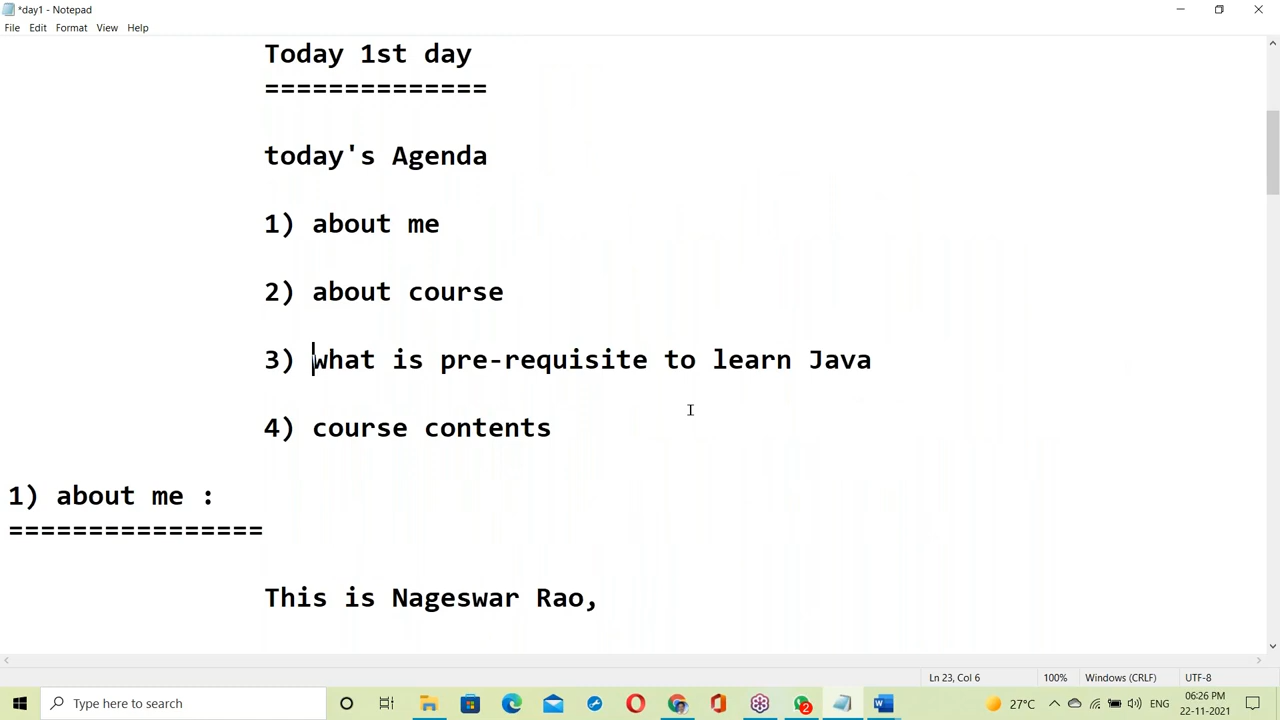 *day1 - Notepad
File Edit Format View Help
Today 1st day
==============
today's Agenda
1) about me
2) about course
3) what is pre-requisite to learn Java
4) course contents
1) about me :
================
This is Nageswar Rao,
Ln 23, Col 6 100% Windows (CRLF) UTF-8
Type here to search 2 27°C ENG 06:26 PM
22-11-2021